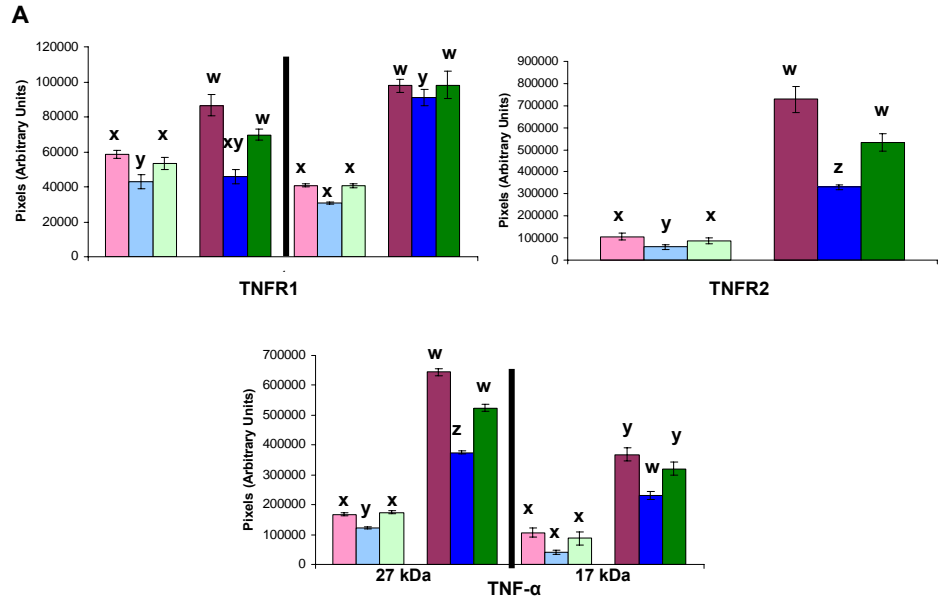 A
Pixels (Arbitrary Units)
120000
100000
80000
60000
40000
20000
0
x
y
x
w
xy
w
x
x
x
w
y
w
TNFR1
Pixels (Arbitrary Units)
900000
800000
700000
600000
500000
400000
300000
200000
100000
0
x
y
x
w
z
w
TNFR2
Pixels (Arbitrary Units)
700000
600000
500000
400000
300000
200000
100000
0
x
y
x
w
z
w
x
x
x
y
w
y
27 kDa
17 kDa
TNF-α